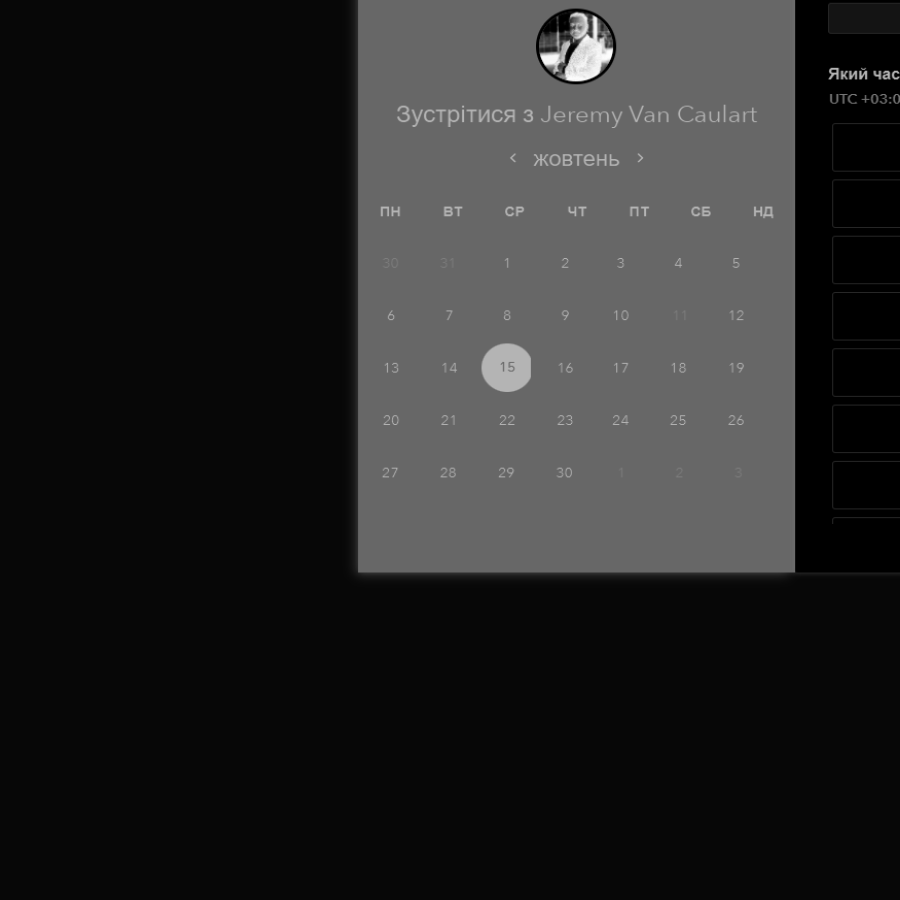 Зустрітися з Jeremy Van Caulart
жовтень
ПН ВТ СР ЧТ ПТ СБ НД
30 31 1 2 3 4 5
6 7 8 9 10 11 12
13 14 15 16 17 18 19
20 21 22 23 24 25 26
27 28 29 30 1 2 3
Який час
UTC +03:0